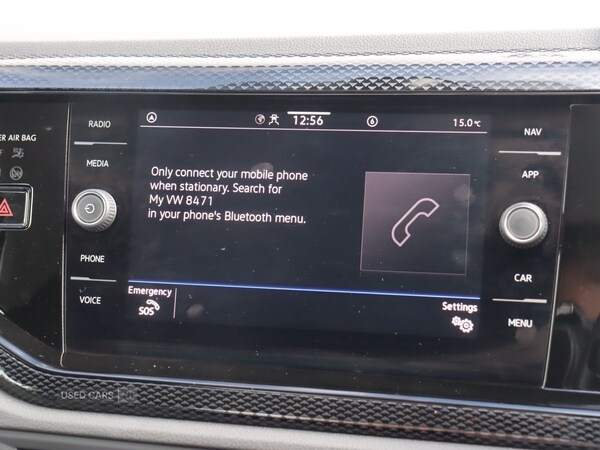 RADIO
MEDIA
PHONE
VOICE
12:56
6
15.0°C
Only connect your mobile phone
when stationary. Search for
My VW 8471
in your phone's Bluetooth menu.
Emergency
SOS
Settings
NAV
APP
CAR
MENU
AIR BAG
USED CARS